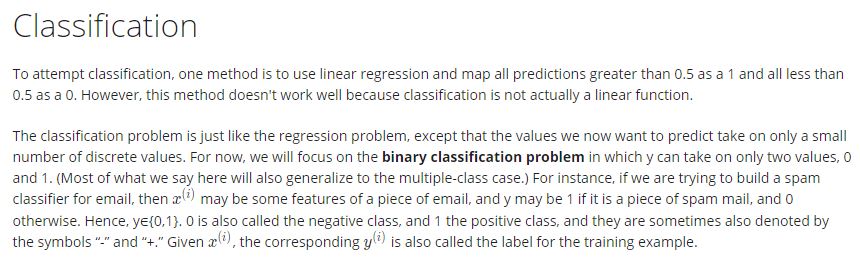 Classification
To attempt classification, one method is to use linear regression and map all predictions greater than 0.5 as a 1 and all less than
0.5 as a 0. However, this method doesn't work well because classification is not actually a linear function.
The classification problem is just like the regression problem, except that the values we now want to predict take on only a small
number of discrete values. For now, we will focus on the binary classification problem in which y can take on only two values, 0
and 1. (Most of what we say here will also generalize to the multiple-class case.) For instance, if we are trying to build a spam
classifier for email, then x^{(i)} may be some features of a piece of email, and y may be 1 if it is a piece of spam mail, and 0
otherwise. Hence, y∈{0,1}. 0 is also called the negative class, and 1 the positive class, and they are sometimes also denoted by
the symbols “-” and “+.” Given x^{(i)}, the corresponding y^{(i)} is also called the label for the training example.